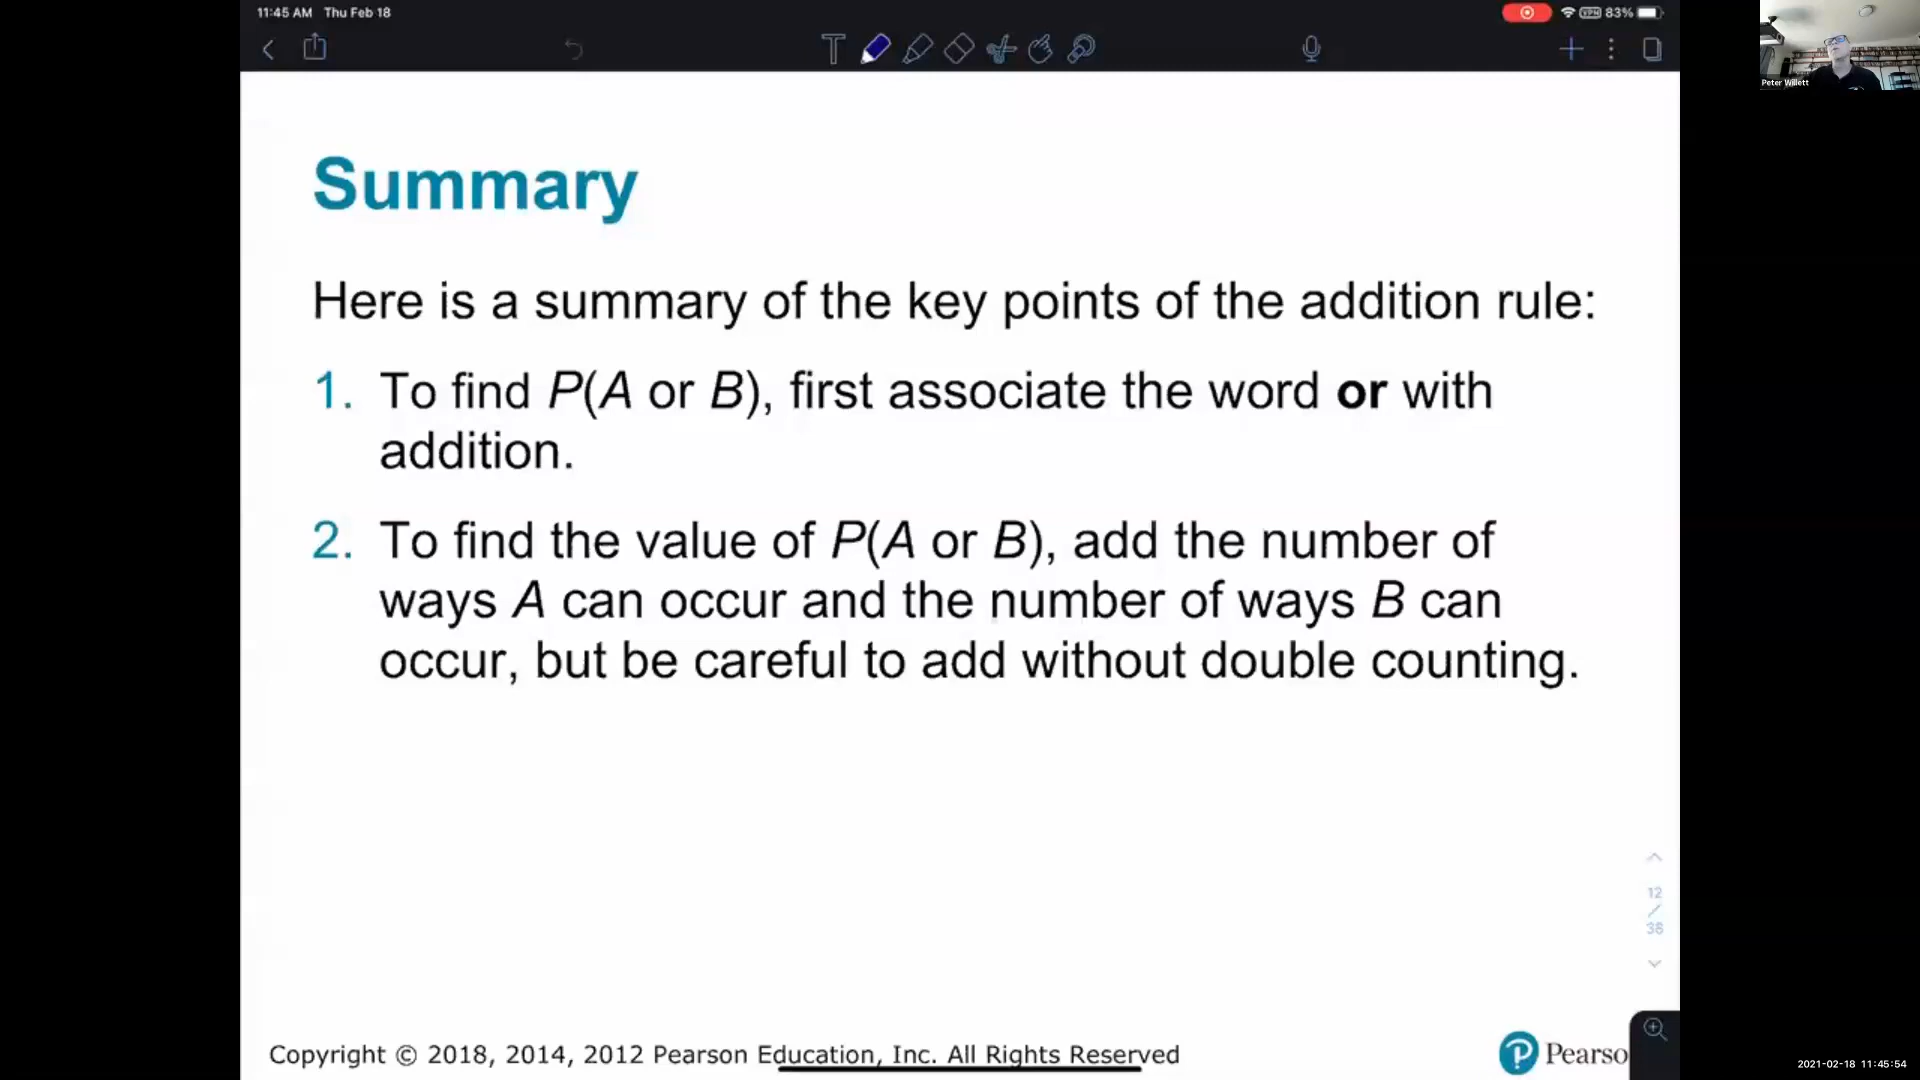 11:45 AM Thu Feb 18
VPN 83%
Peter Willett
Summary
Here is a summary of the key points of the addition rule:
1. To find P(A or B), first associate the word or with
addition.
2. To find the value of P(A or B), add the number of
ways A can occur and the number of ways B can
occur, but be careful to add without double counting.
12
/
38
Copyright © 2018, 2014, 2012 Pearson Education, Inc. All Rights Reserved
Pearso
2021-02-18 11:45:54